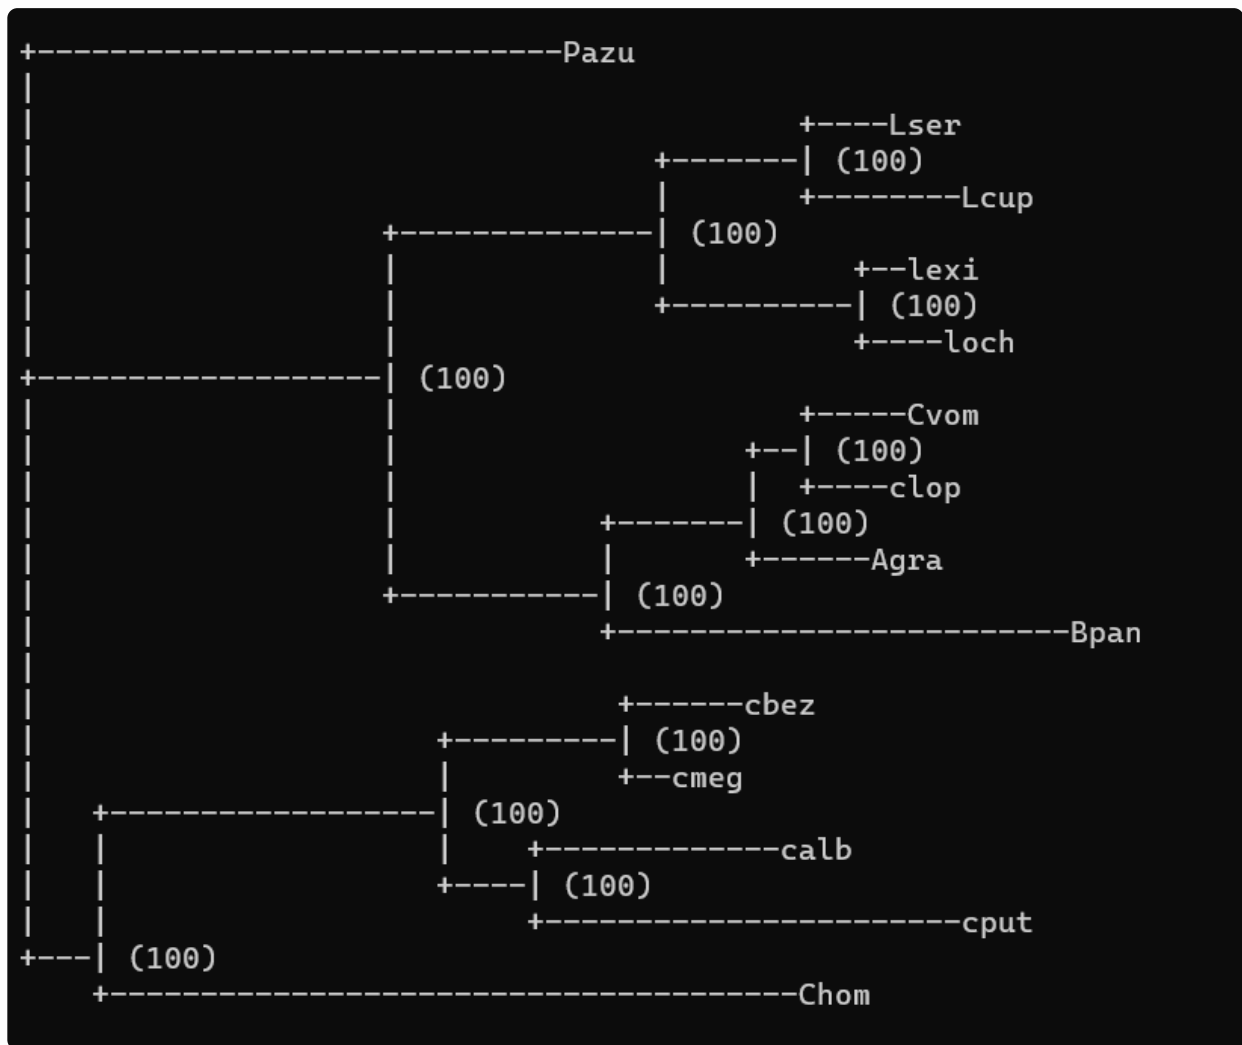 Pazu
Lser
(100)
Lcup
(100)
lexi
(100)
loch
(100)
Cvom
(100)
clop
(100)
Agra
(100)
Bpan
cbez
(100)
cmeg
(100)
calb
(100)
cput
(100)
Chom